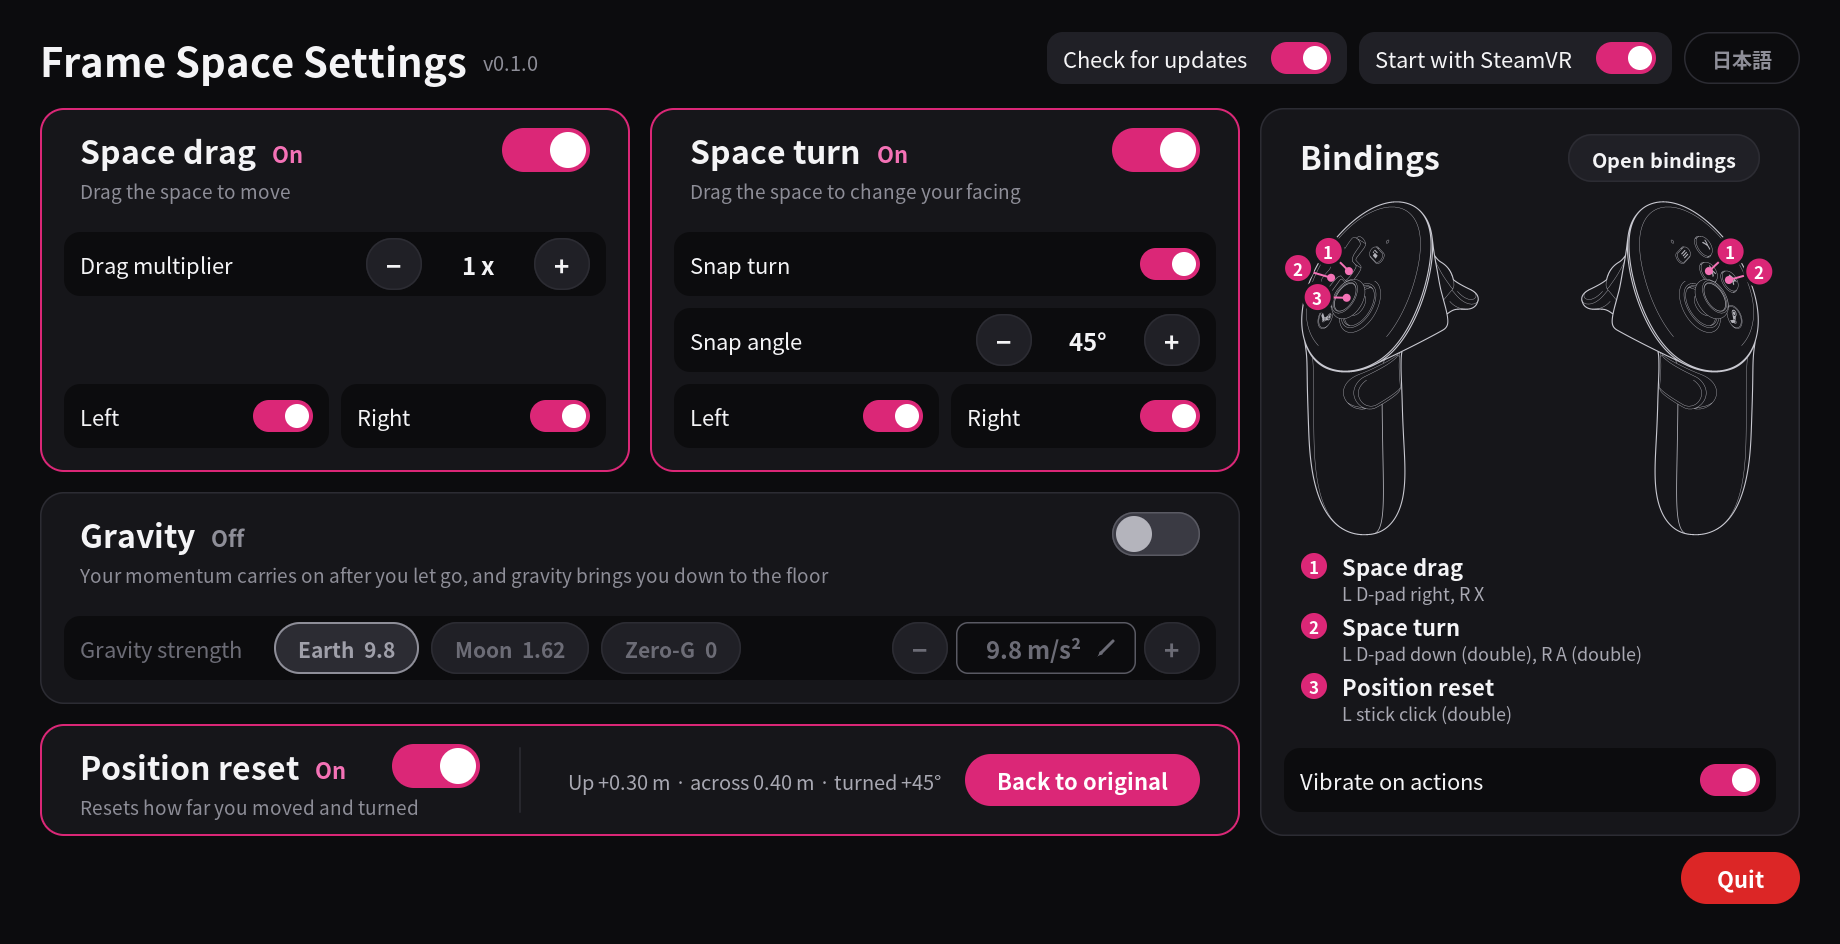 Frame Space Settings v0.1.0
Check for updates
Start with SteamVR
日本語
Space drag On
Drag the space to move
Drag multiplier − 1 x +
Left
Right
Space turn On
Drag the space to change your facing
Snap turn
Snap angle − 45° +
Left
Right
Gravity Off
Your momentum carries on after you let go, and gravity brings you down to the floor
Gravity strength Earth 9.8 Moon 1.62 Zero-G 0 − 9.8 m/s² +
Position reset On
Resets how far you moved and turned
Up +0.30 m · across 0.40 m · turned +45°
Back to original
Bindings
Open bindings
1
2
3
1
2
1 Space drag
L D-pad right, R X
2 Space turn
L D-pad down (double), R A (double)
3 Position reset
L stick click (double)
Vibrate on actions
Quit